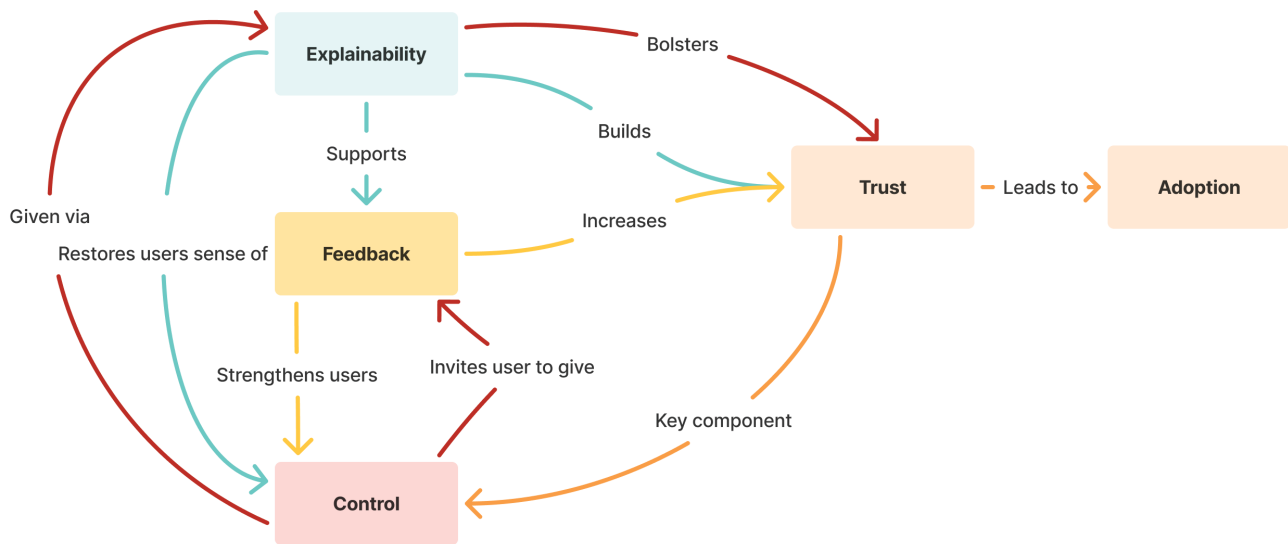 Explainability
Bolsters
Builds
Supports
Trust
Leads to
Adoption
Given via
Increases
Restores users sense of
Feedback
Invites user to give
Strengthens users
Key component
Control